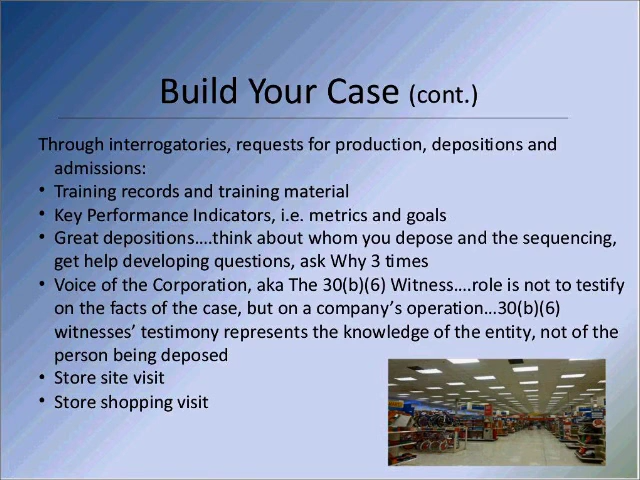 Build Your Case (cont.)
Through interrogatories, requests for production, depositions and
admissions:
• Training records and training material
• Key Performance Indicators, i.e. metrics and goals
• Great depositions....think about whom you depose and the sequencing,
get help developing questions, ask Why 3 times
• Voice of the Corporation, aka The 30(b)(6) Witness....role is not to testify
on the facts of the case, but on a company’s operation...30(b)(6)
witnesses’ testimony represents the knowledge of the entity, not of the
person being deposed
• Store site visit
• Store shopping visit